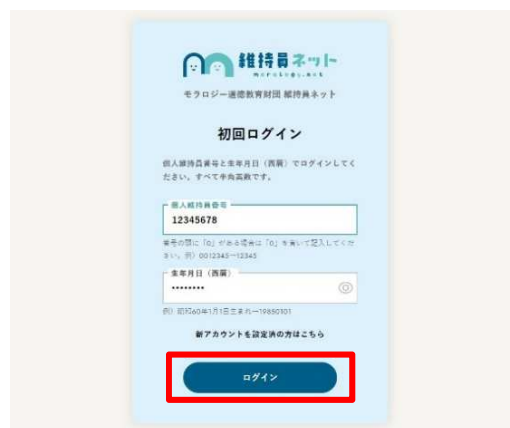 維持員ネット
moralogy.net
モラロジー道徳教育財団 維持員ネット
初回ログイン
個人維持員番号と生年月日（西暦）でログインしてく
ださい。すべて半角英数です。
個人維持員番号
12345678
番号の頭に「0」がある場合は「0」を省いて記入してくださ
い。例）0012345→12345
生年月日（西暦）
••••••••
例）昭和60年1月1日生まれ→19850101
新アカウントを設定済の方はこちら
ログイン